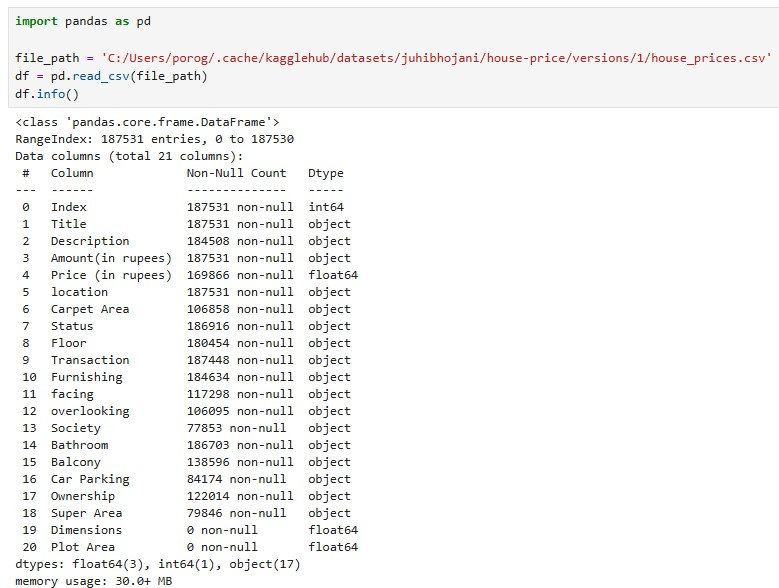 import pandas as pd
file_path = 'C:/Users/porog/.cache/kagglehub/datasets/juhibhojani/house-price/versions/1/house_prices.csv'
df = pd.read_csv(file_path)
df.info()
<class 'pandas.core.frame.DataFrame'>
RangeIndex: 187531 entries, 0 to 187530
Data columns (total 21 columns):
 #   Column             Non-Null Count   Dtype
---  ------             --------------   -----
 0   Index              187531 non-null  int64
 1   Title              187531 non-null  object
 2   Description        184508 non-null  object
 3   Amount(in rupees)  187531 non-null  object
 4   Price (in rupees)  169866 non-null  float64
 5   location           187531 non-null  object
 6   Carpet Area        106858 non-null  object
 7   Status             186916 non-null  object
 8   Floor              180454 non-null  object
 9   Transaction        187448 non-null  object
 10  Furnishing         184634 non-null  object
 11  facing             117298 non-null  object
 12  overlooking        106095 non-null  object
 13  Society            77853 non-null   object
 14  Bathroom           186703 non-null  object
 15  Balcony            138596 non-null  object
 16  Car Parking        84174 non-null   object
 17  Ownership          122014 non-null  object
 18  Super Area         79846 non-null   object
 19  Dimensions         0 non-null       float64
 20  Plot Area          0 non-null       float64
dtypes: float64(3), int64(1), object(17)
memory usage: 30.0+ MB